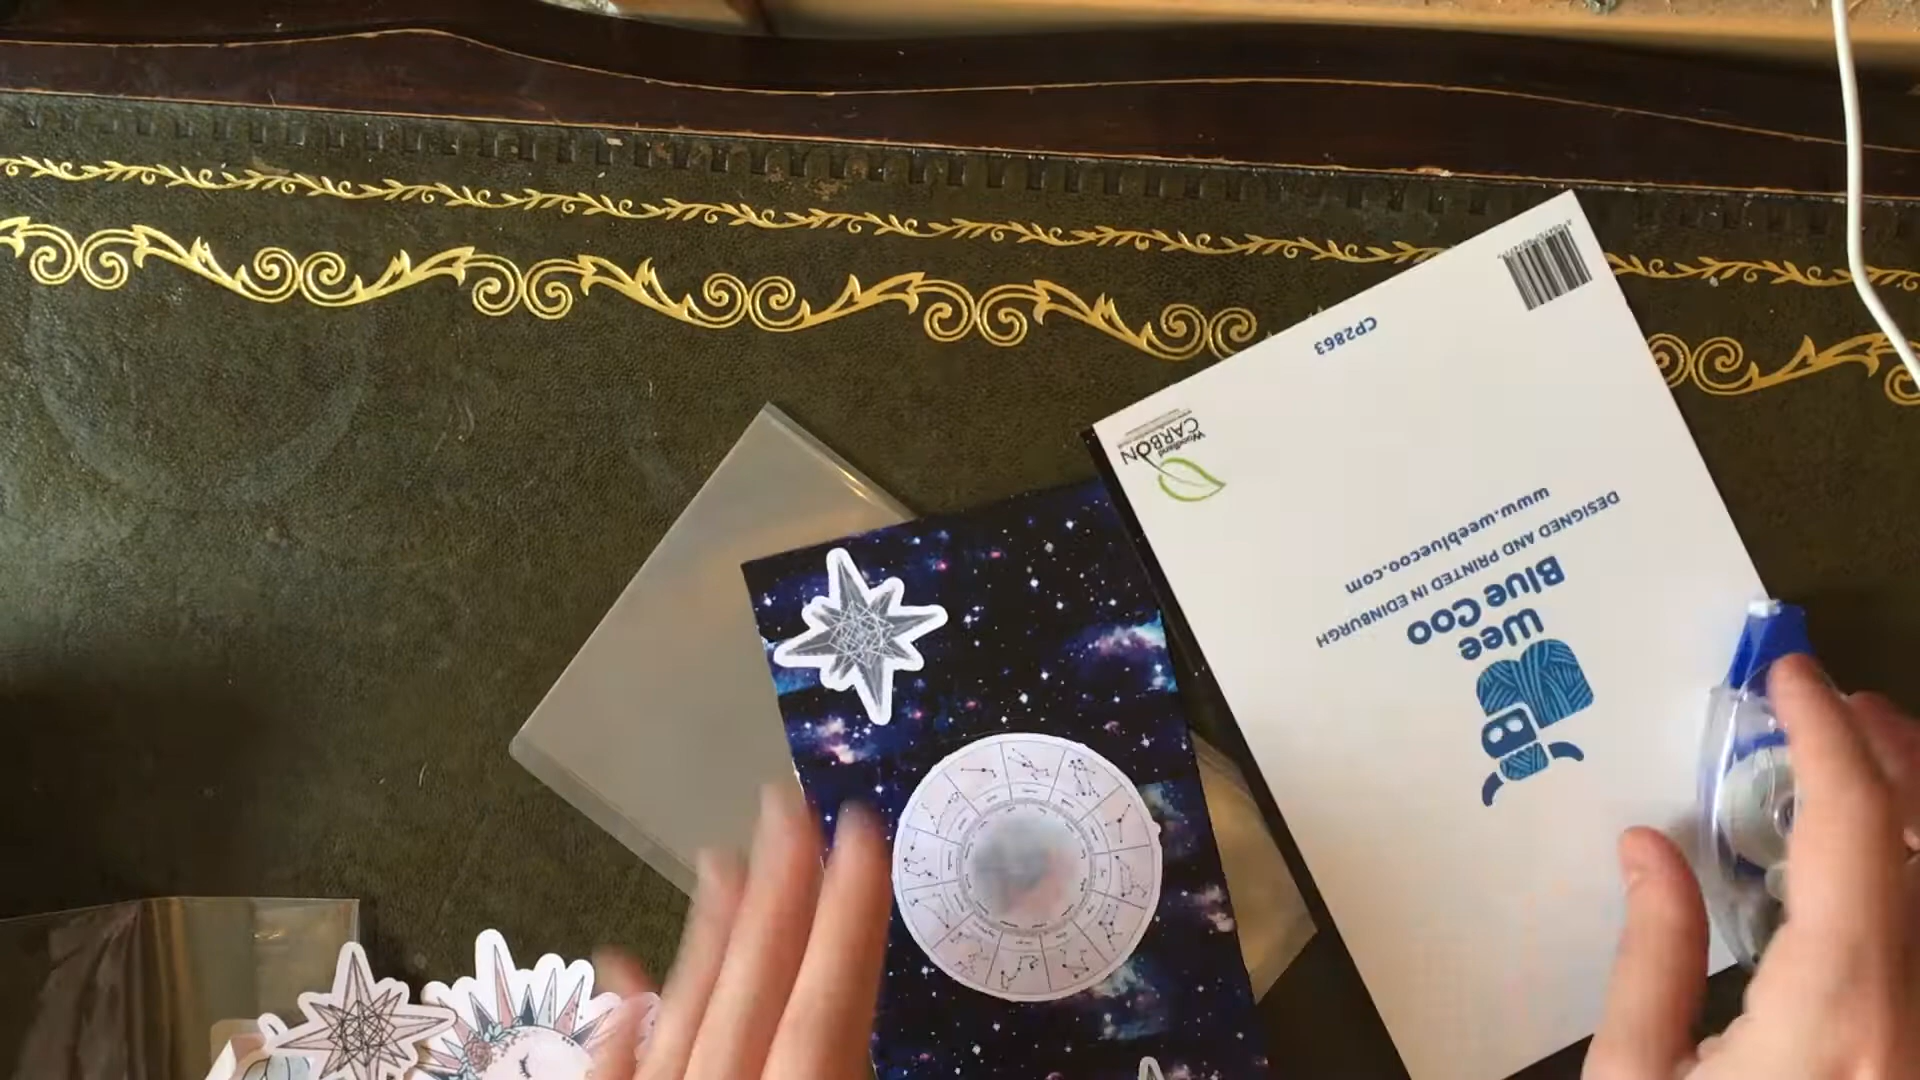 Wee
Blue Coo
DESIGNED AND PRINTED IN EDINBURGH
www.weebluecoo.com
Woodland
CARBON
CP2863